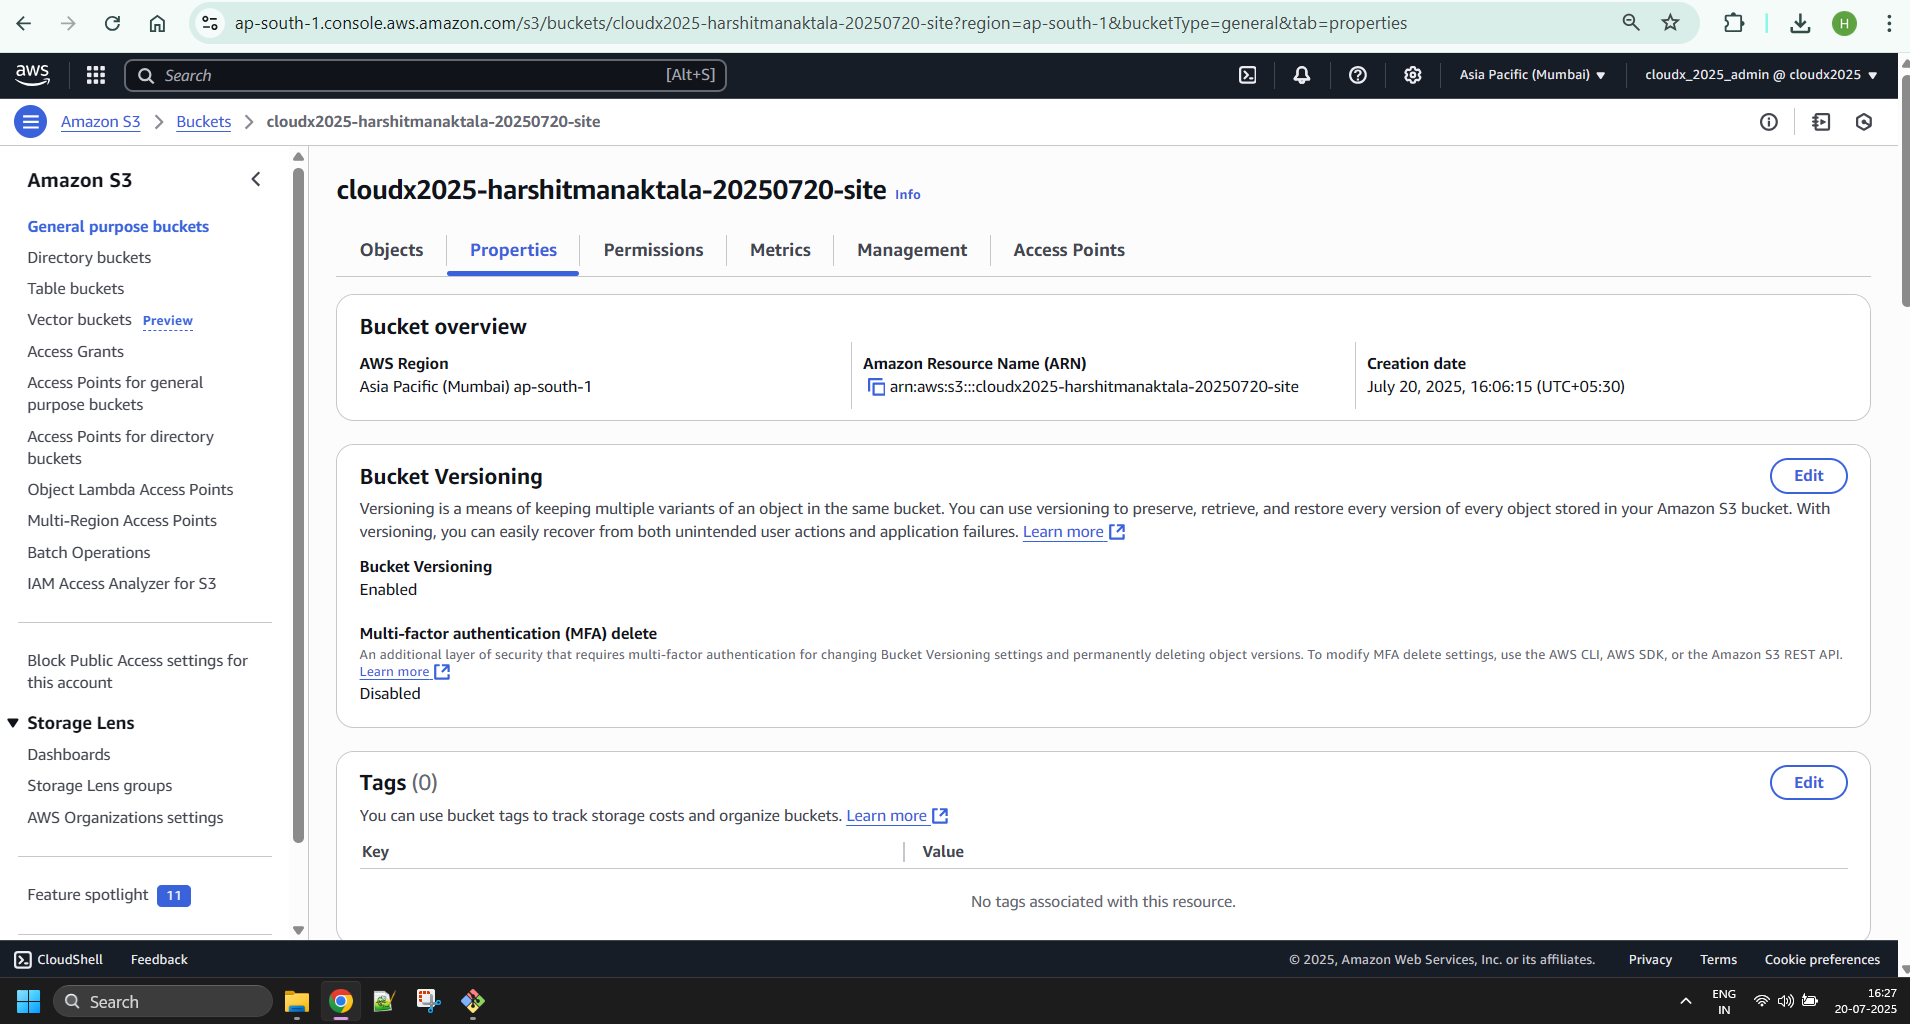 ap-south-1.console.aws.amazon.com/s3/buckets/cloudx2025-harshitmanaktala-20250720-site?region=ap-south-1&bucketType=general&tab=properties
H
aws
Search
[Alt+S]
Asia Pacific (Mumbai)
cloudx_2025_admin @ cloudx2025
Amazon S3
Buckets
cloudx2025-harshitmanaktala-20250720-site
Amazon S3
General purpose buckets
Directory buckets
Table buckets
Vector buckets Preview
Access Grants
Access Points for general
purpose buckets
Access Points for directory
buckets
Object Lambda Access Points
Multi-Region Access Points
Batch Operations
IAM Access Analyzer for S3
Block Public Access settings for
this account
Storage Lens
Dashboards
Storage Lens groups
AWS Organizations settings
Feature spotlight 11
cloudx2025-harshitmanaktala-20250720-site Info
Objects
Properties
Permissions
Metrics
Management
Access Points
Bucket overview
AWS Region
Asia Pacific (Mumbai) ap-south-1
Amazon Resource Name (ARN)
arn:aws:s3:::cloudx2025-harshitmanaktala-20250720-site
Creation date
July 20, 2025, 16:06:15 (UTC+05:30)
Bucket Versioning
Edit
Versioning is a means of keeping multiple variants of an object in the same bucket. You can use versioning to preserve, retrieve, and restore every version of every object stored in your Amazon S3 bucket. With
versioning, you can easily recover from both unintended user actions and application failures. Learn more
Bucket Versioning
Enabled
Multi-factor authentication (MFA) delete
An additional layer of security that requires multi-factor authentication for changing Bucket Versioning settings and permanently deleting object versions. To modify MFA delete settings, use the AWS CLI, AWS SDK, or the Amazon S3 REST API.
Learn more
Disabled
Tags (0)
Edit
You can use bucket tags to track storage costs and organize buckets. Learn more
Key
Value
No tags associated with this resource.
CloudShell
Feedback
© 2025, Amazon Web Services, Inc. or its affiliates.
Privacy
Terms
Cookie preferences
Search
ENG
IN
16:27
20-07-2025